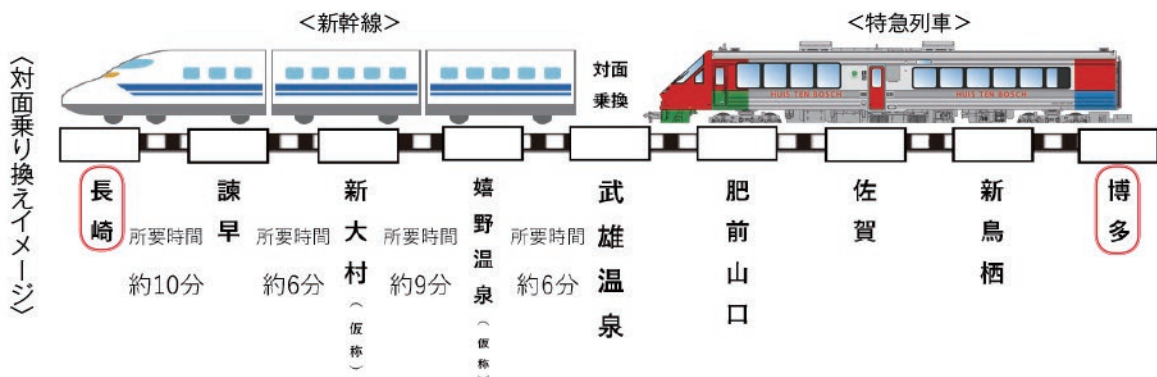 <新幹線>
<特急列車>
〈対面乗り換えイメージ〉
対面
乗換
HUIS TEN BOSCH
HUIS TEN BOSCH
長崎
所要時間
約10分
諫早
所要時間
約6分
新大村(仮称)
所要時間
約9分
嬉野温泉(仮称)
所要時間
約6分
武雄温泉
肥前山口
佐賀
新鳥栖
博多